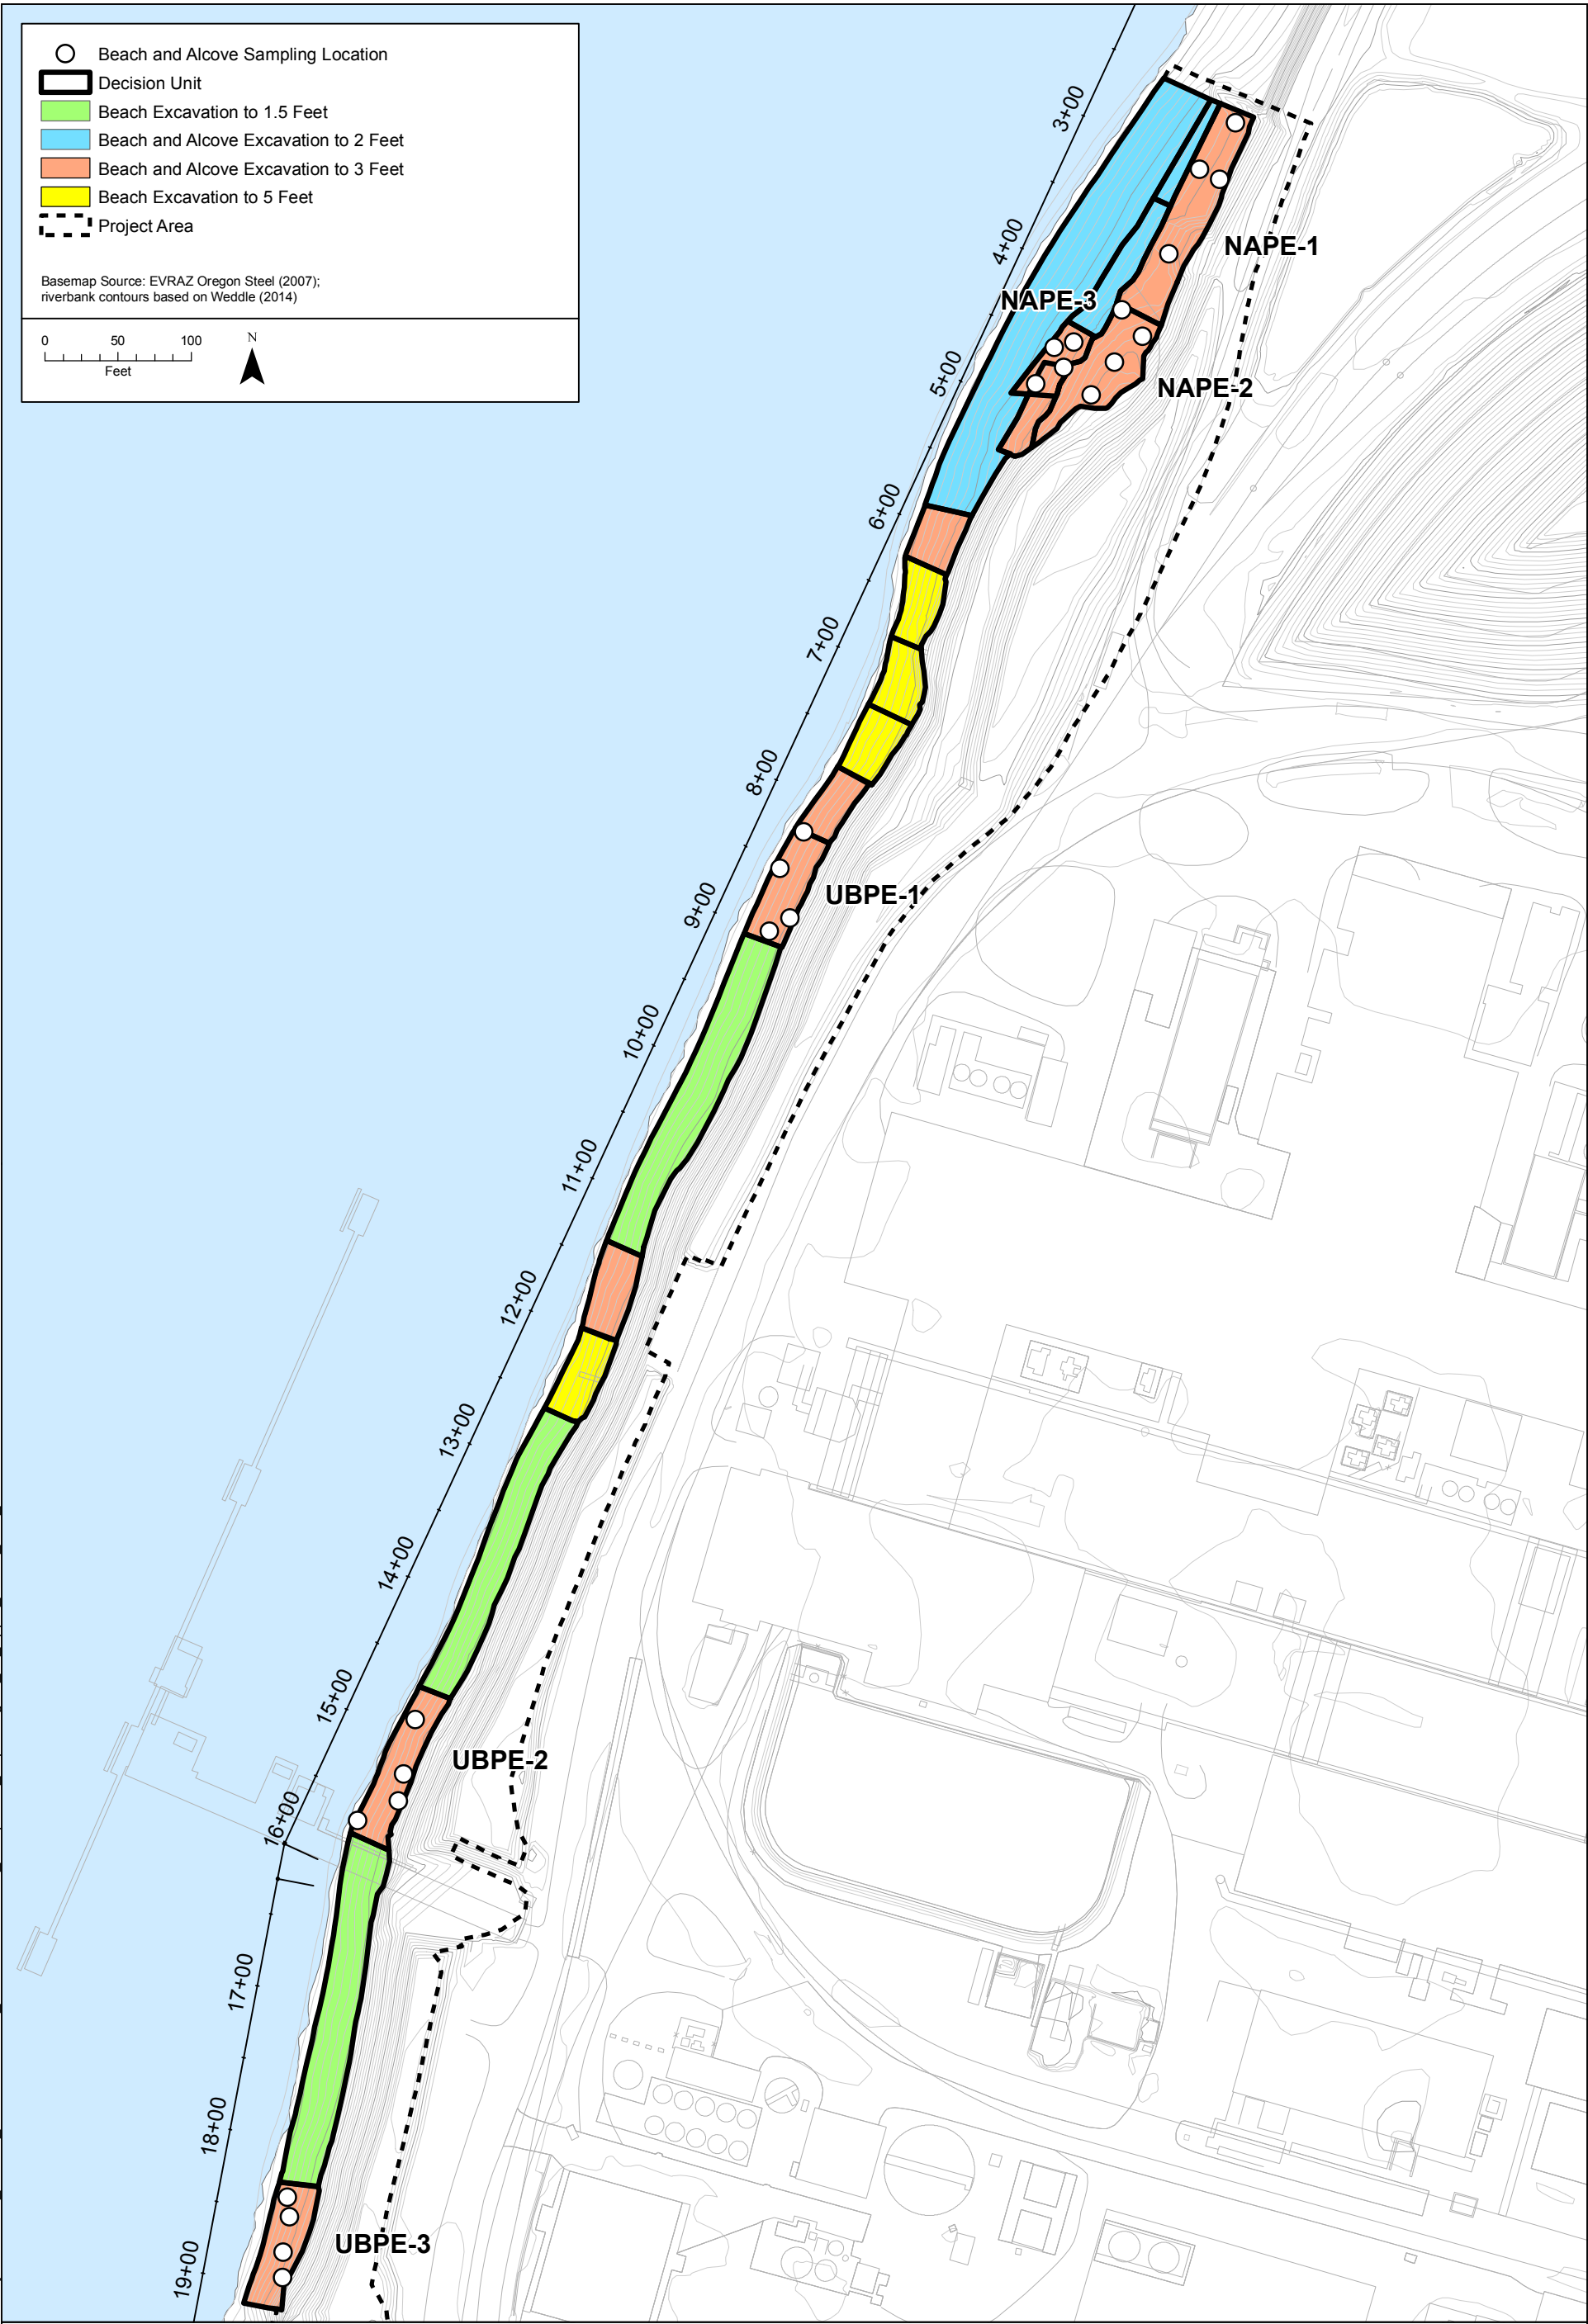 Beach and Alcove Sampling Location
Decision Unit
Beach Excavation to 1.5 Feet
Beach and Alcove Excavation to 2 Feet
Beach and Alcove Excavation to 3 Feet
Beach Excavation to 5 Feet
Project Area
Basemap Source: EVRAZ Oregon Steel (2007);
riverbank contours based on Weddle (2014)
0 50 100
Feet
N
3+00
4+00
NAPE-1
NAPE-3
5+00
NAPE-2
6+00
7+00
8+00
UBPE-1
9+00
10+00
11+00
12+00
13+00
14+00
15+00
UBPE-2
16+00
17+00
18+00
UBPE-3
19+00